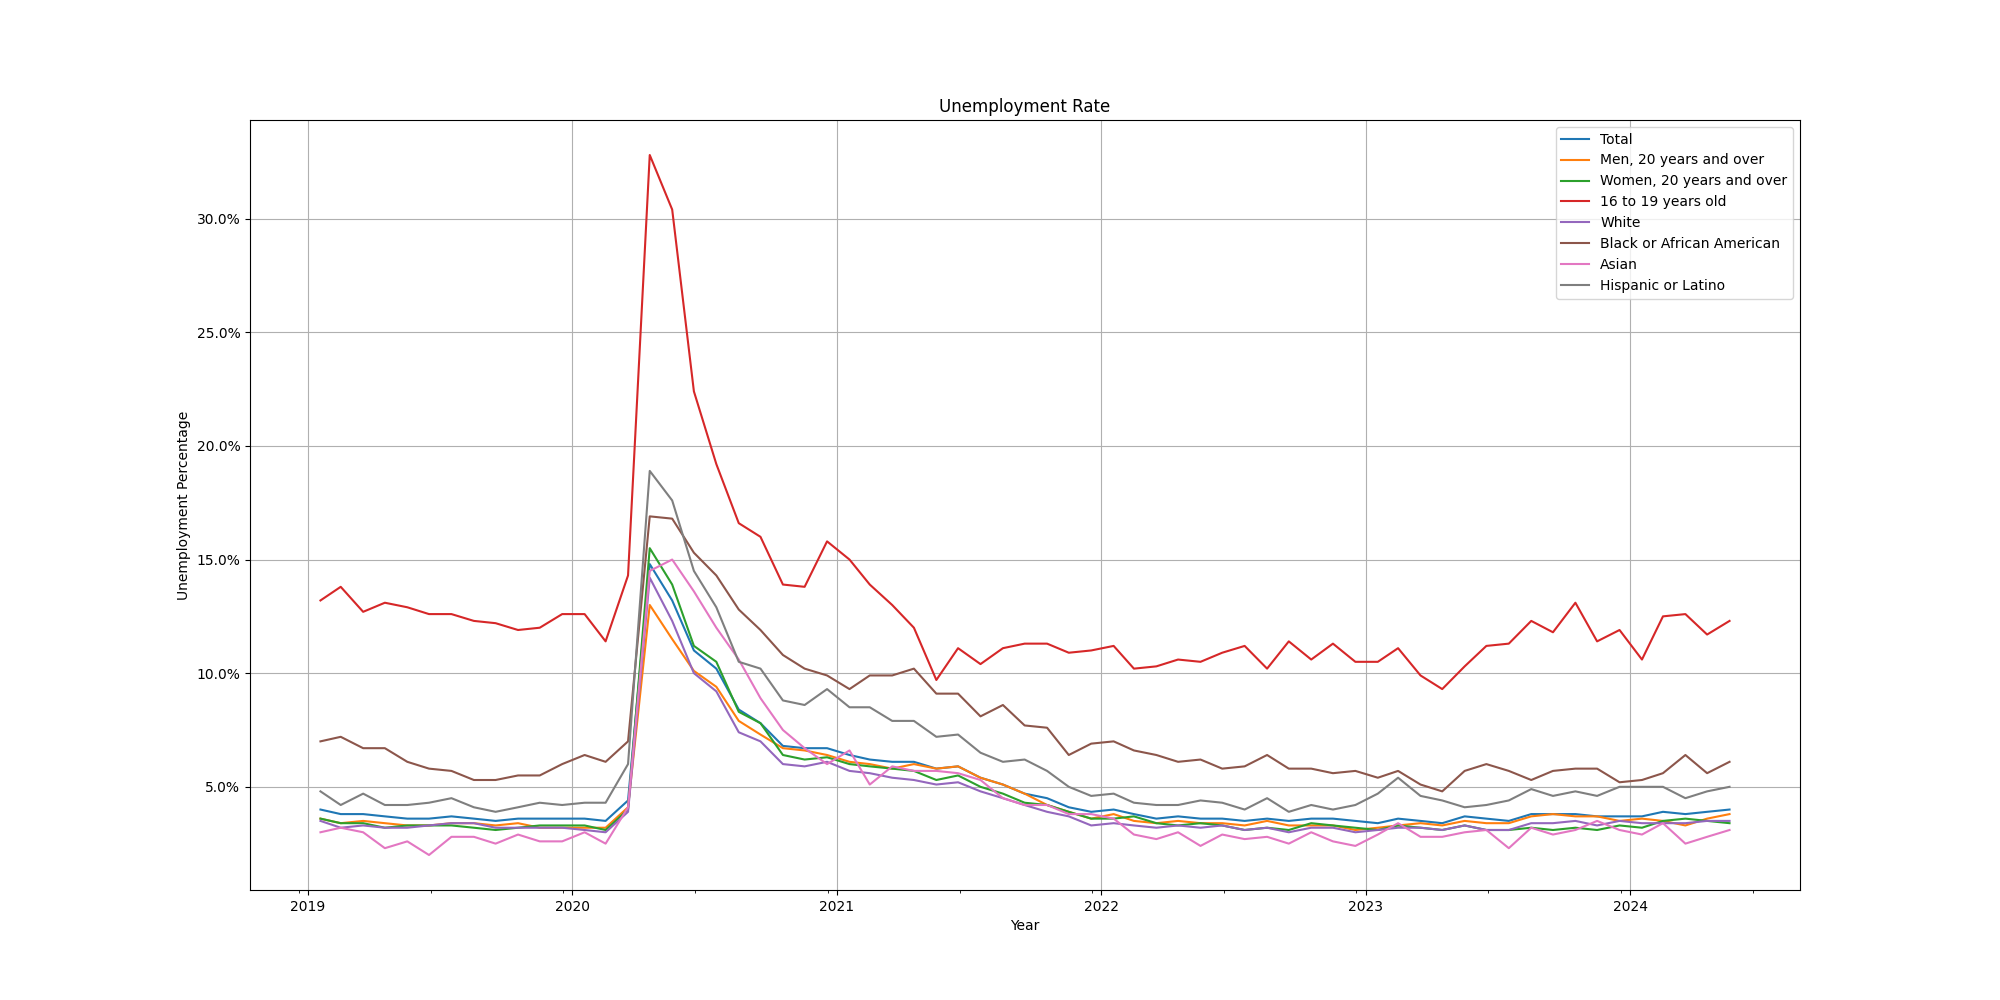 Unemployment Rate
Total
Men, 20 years and over
Women, 20 years and over
16 to 19 years old
White
Black or African American
Asian
Hispanic or Latino
30.0%
25.0%
20.0%
15.0%
10.0%
5.0%
Unemployment Percentage
2019 2020 2021 2022 2023 2024
Year